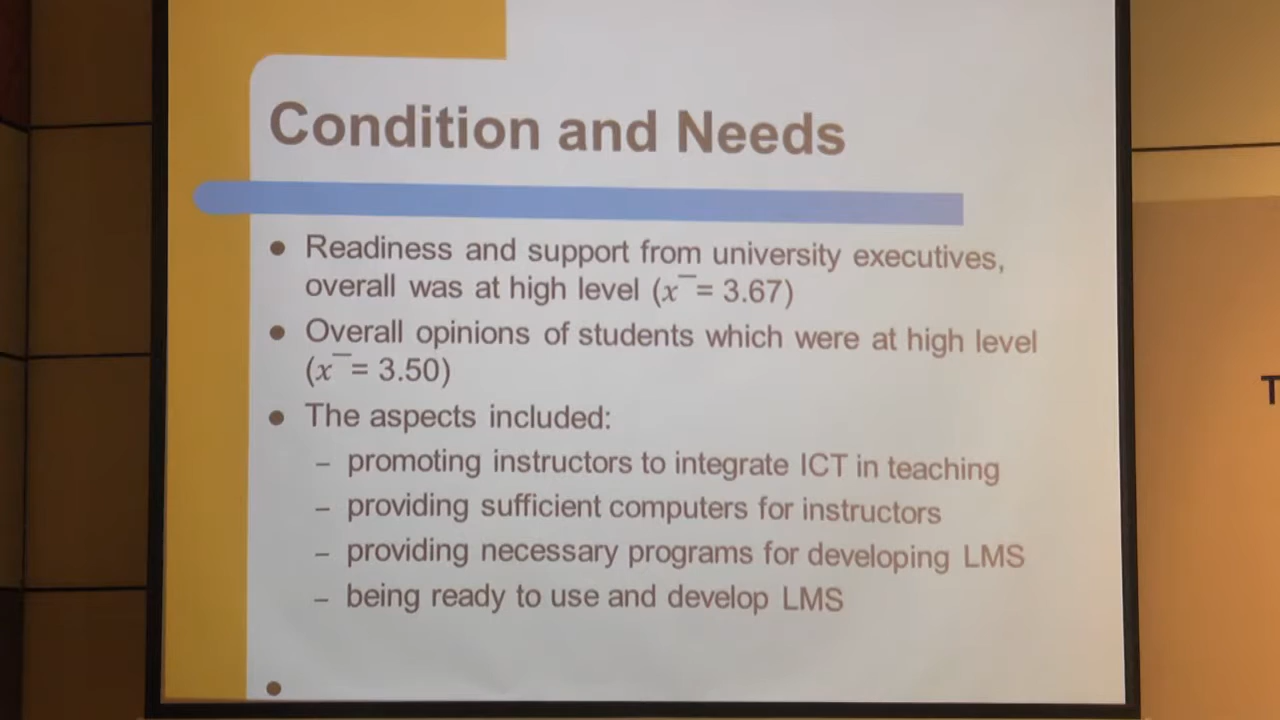 Condition and Needs
• Readiness and support from university executives,
overall was at high level (x̄ = 3.67)
• Overall opinions of students which were at high level
(x̄ = 3.50)
• The aspects included:
– promoting instructors to integrate ICT in teaching
– providing sufficient computers for instructors
– providing necessary programs for developing LMS
– being ready to use and develop LMS
•
T